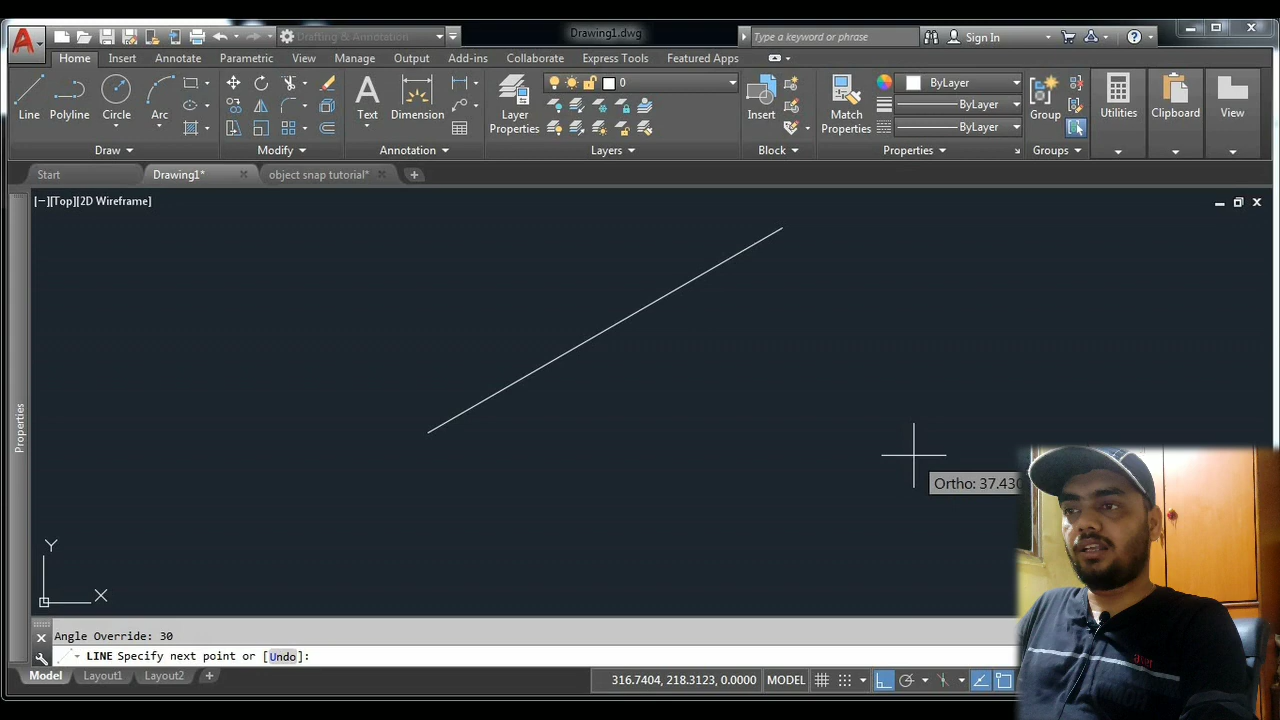 Drafting & Annotation
Drawing1.dwg
Type a keyword or phrase
Sign In
Home Insert Annotate Parametric View Manage Output Add-ins Collaborate Express Tools Featured Apps
0
ByLayer
ByLayer
ByLayer
Line Polyline Circle Arc
Text Dimension
Layer Properties
Insert
Match Properties
Group
Utilities Clipboard View
Draw Modify Annotation Layers Block Properties Groups
Start Drawing1* object snap tutorial*
[−][Top][2D Wireframe]
Properties
Ortho: 37.430
Y
X
Angle Override: 30
LINE Specify next point or [Undo]:
Model Layout1 Layout2
316.7404, 218.3123, 0.0000 MODEL